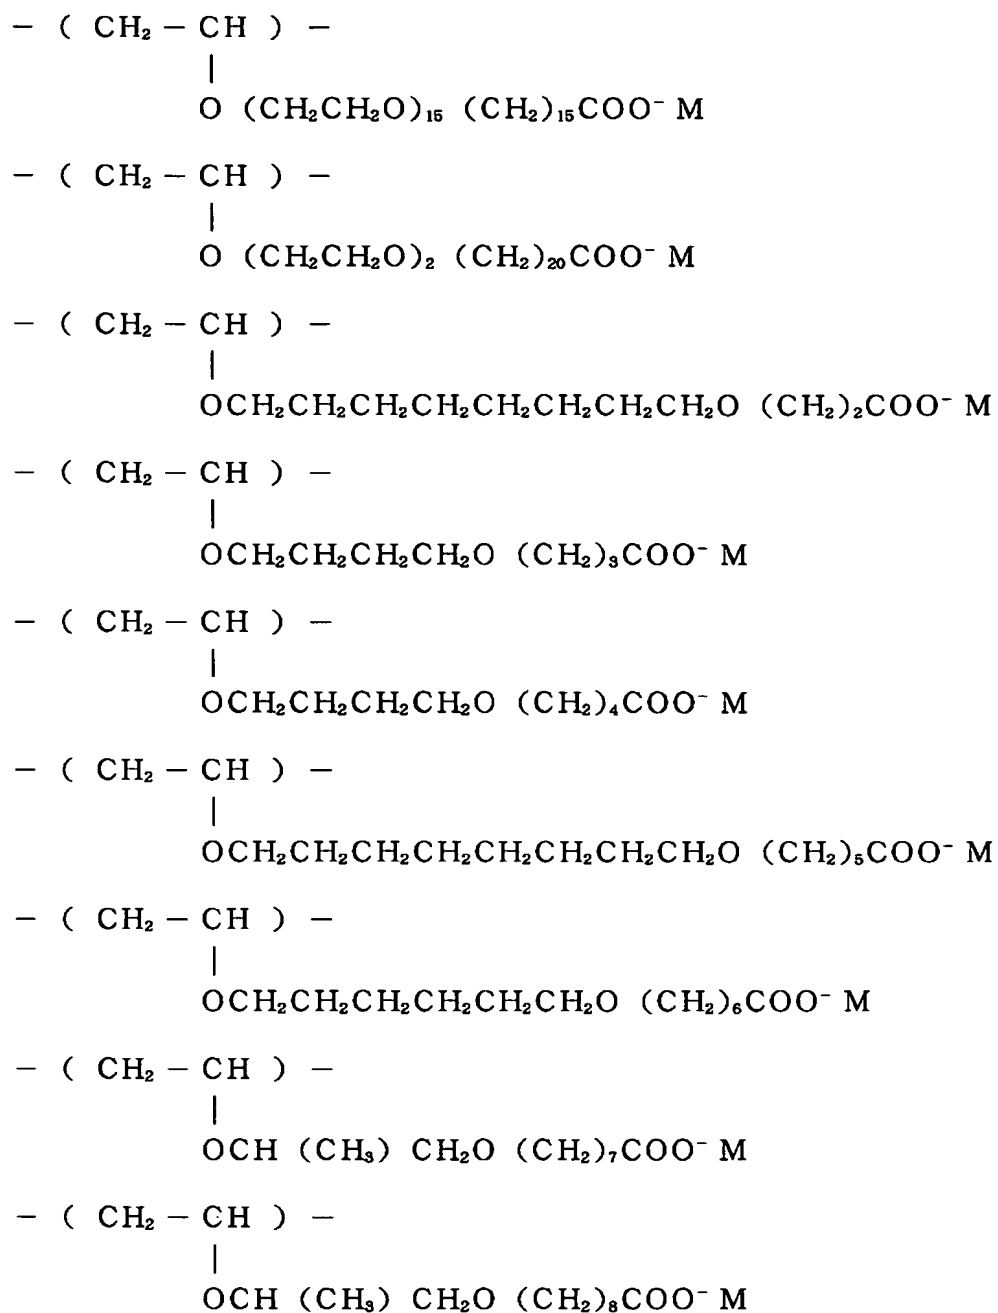 – ( CH₂ – CH ) –
|
O (CH₂CH₂O)₁₅ (CH₂)₁₅COO⁻ M
– ( CH₂ – CH ) –
|
O (CH₂CH₂O)₂ (CH₂)₂₀COO⁻ M
– ( CH₂ – CH ) –
|
OCH₂CH₂CH₂CH₂CH₂CH₂CH₂CH₂O (CH₂)₂COO⁻ M
– ( CH₂ – CH ) –
|
OCH₂CH₂CH₂CH₂O (CH₂)₃COO⁻ M
– ( CH₂ – CH ) –
|
OCH₂CH₂CH₂CH₂O (CH₂)₄COO⁻ M
– ( CH₂ – CH ) –
|
OCH₂CH₂CH₂CH₂CH₂CH₂CH₂CH₂O (CH₂)₅COO⁻ M
– ( CH₂ – CH ) –
|
OCH₂CH₂CH₂CH₂CH₂CH₂O (CH₂)₆COO⁻ M
– ( CH₂ – CH ) –
|
OCH (CH₃) CH₂O (CH₂)₇COO⁻ M
– ( CH₂ – CH ) –
|
OCH (CH₃) CH₂O (CH₂)₈COO⁻ M